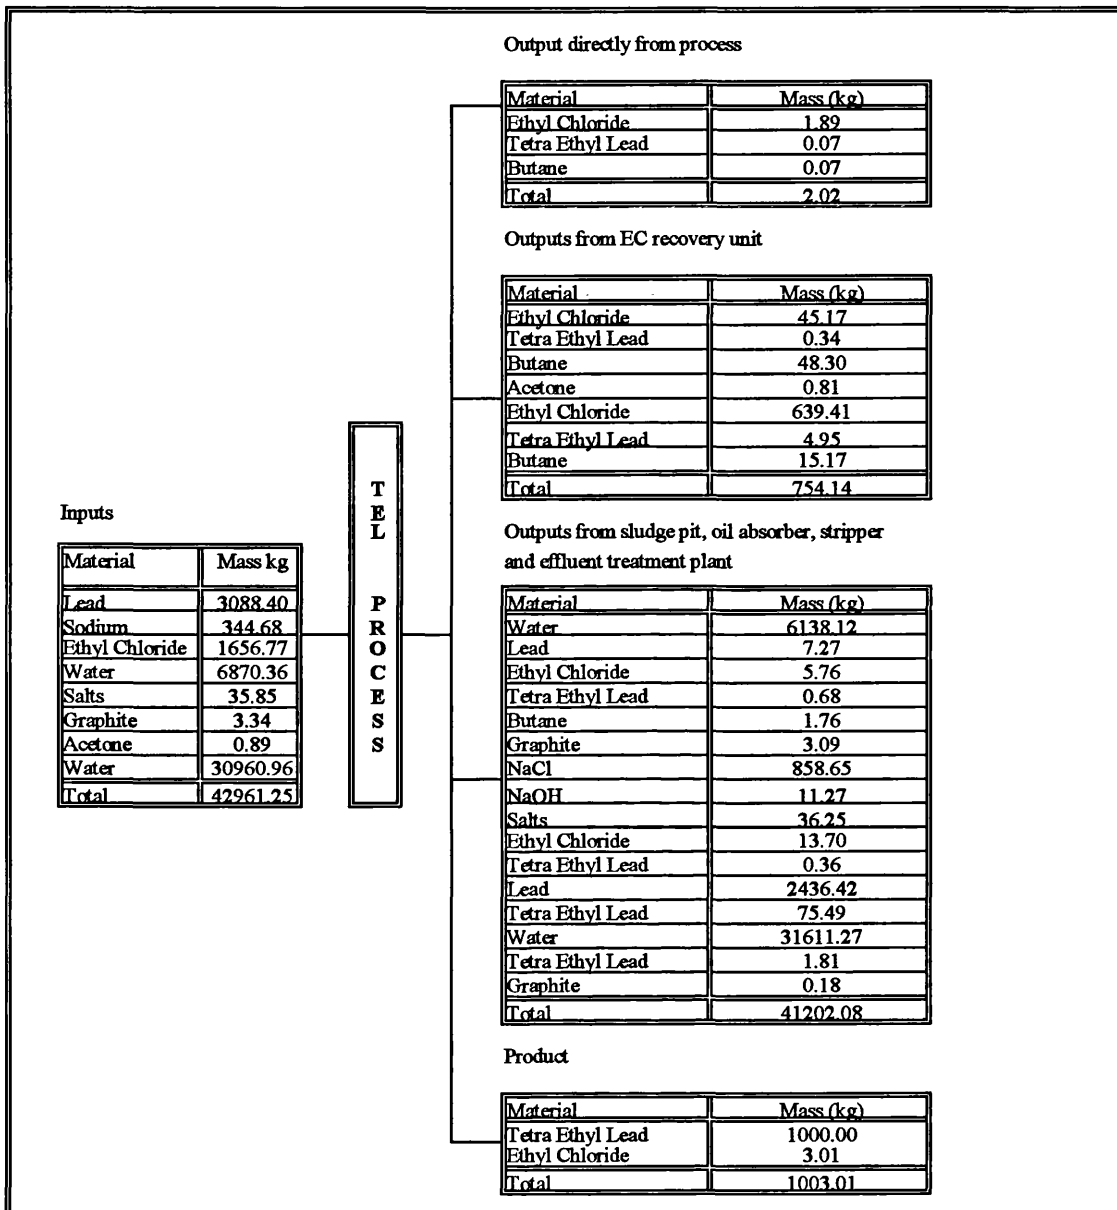 Inputs
Material Mass kg
Lead 3088.40
Sodium 344.68
Ethyl Chloride 1656.77
Water 6870.36
Salts 35.85
Graphite 3.34
Acetone 0.89
Water 30960.96
Total 42961.25
TEL PROCESS
Output directly from process
Material Mass (kg)
Ethyl Chloride 1.89
Tetra Ethyl Lead 0.07
Butane 0.07
Total 2.02
Outputs from EC recovery unit
Material Mass (kg)
Ethyl Chloride 45.17
Tetra Ethyl Lead 0.34
Butane 48.30
Acetone 0.81
Ethyl Chloride 639.41
Tetra Ethyl Lead 4.95
Butane 15.17
Total 754.14
Outputs from sludge pit, oil absorber, stripper
and effluent treatment plant
Material Mass (kg)
Water 6138.12
Lead 7.27
Ethyl Chloride 5.76
Tetra Ethyl Lead 0.68
Butane 1.76
Graphite 3.09
NaCl 858.65
NaOH 11.27
Salts 36.25
Ethyl Chloride 13.70
Tetra Ethyl Lead 0.36
Lead 2436.42
Tetra Ethyl Lead 75.49
Water 31611.27
Tetra Ethyl Lead 1.81
Graphite 0.18
Total 41202.08
Product
Material Mass (kg)
Tetra Ethyl Lead 1000.00
Ethyl Chloride 3.01
Total 1003.01